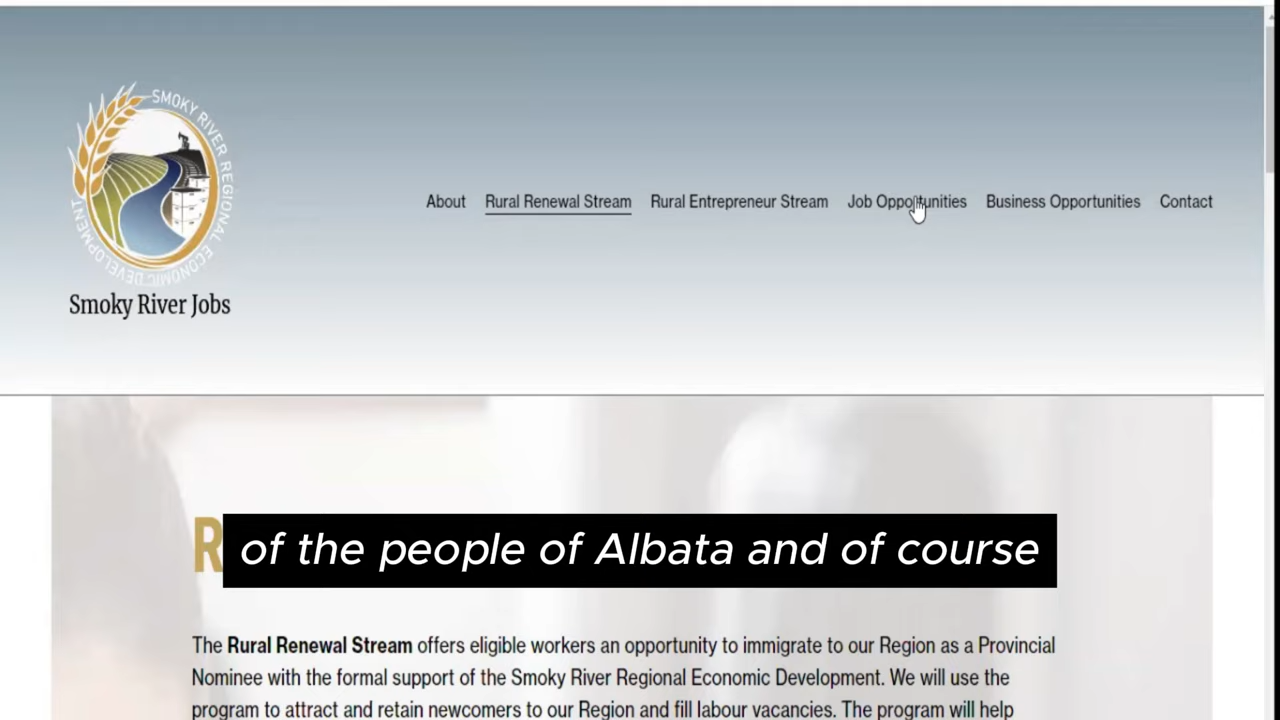 SMOKY RIVER REGIONAL ECONOMIC DEVELOPMENT
Smoky River Jobs
About Rural Renewal Stream Rural Entrepreneur Stream Job Opportunities Business Opportunities Contact
of the people of Albata and of course
The Rural Renewal Stream offers eligible workers an opportunity to immigrate to our Region as a Provincial
Nominee with the formal support of the Smoky River Regional Economic Development. We will use the
program to attract and retain newcomers to our Region and fill labour vacancies. The program will help